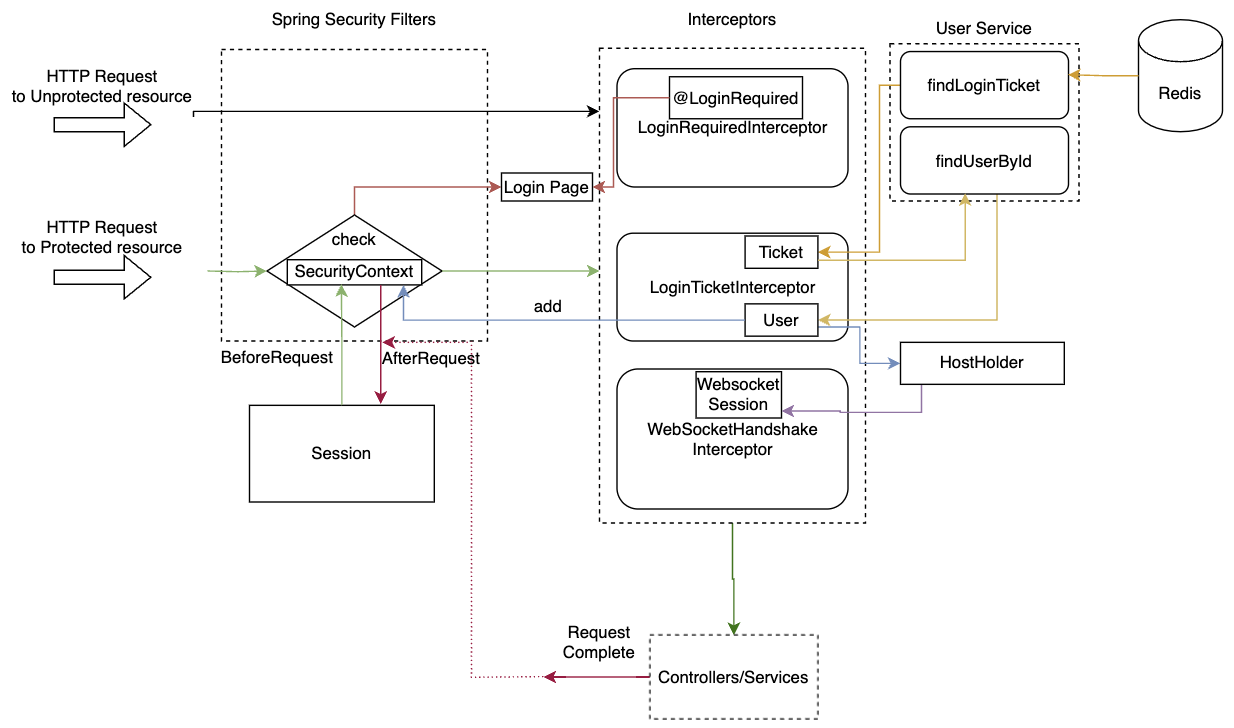 Spring Security Filters
Interceptors
User Service
HTTP Request
to Unprotected resource
@LoginRequired
LoginRequiredInterceptor
findLoginTicket
Redis
findUserById
Login Page
HTTP Request
to Protected resource
check
SecurityContext
Ticket
LoginTicketInterceptor
add
User
BeforeRequest
AfterRequest
HostHolder
Websocket
Session
WebSocketHandshake
Interceptor
Session
Request
Complete
Controllers/Services